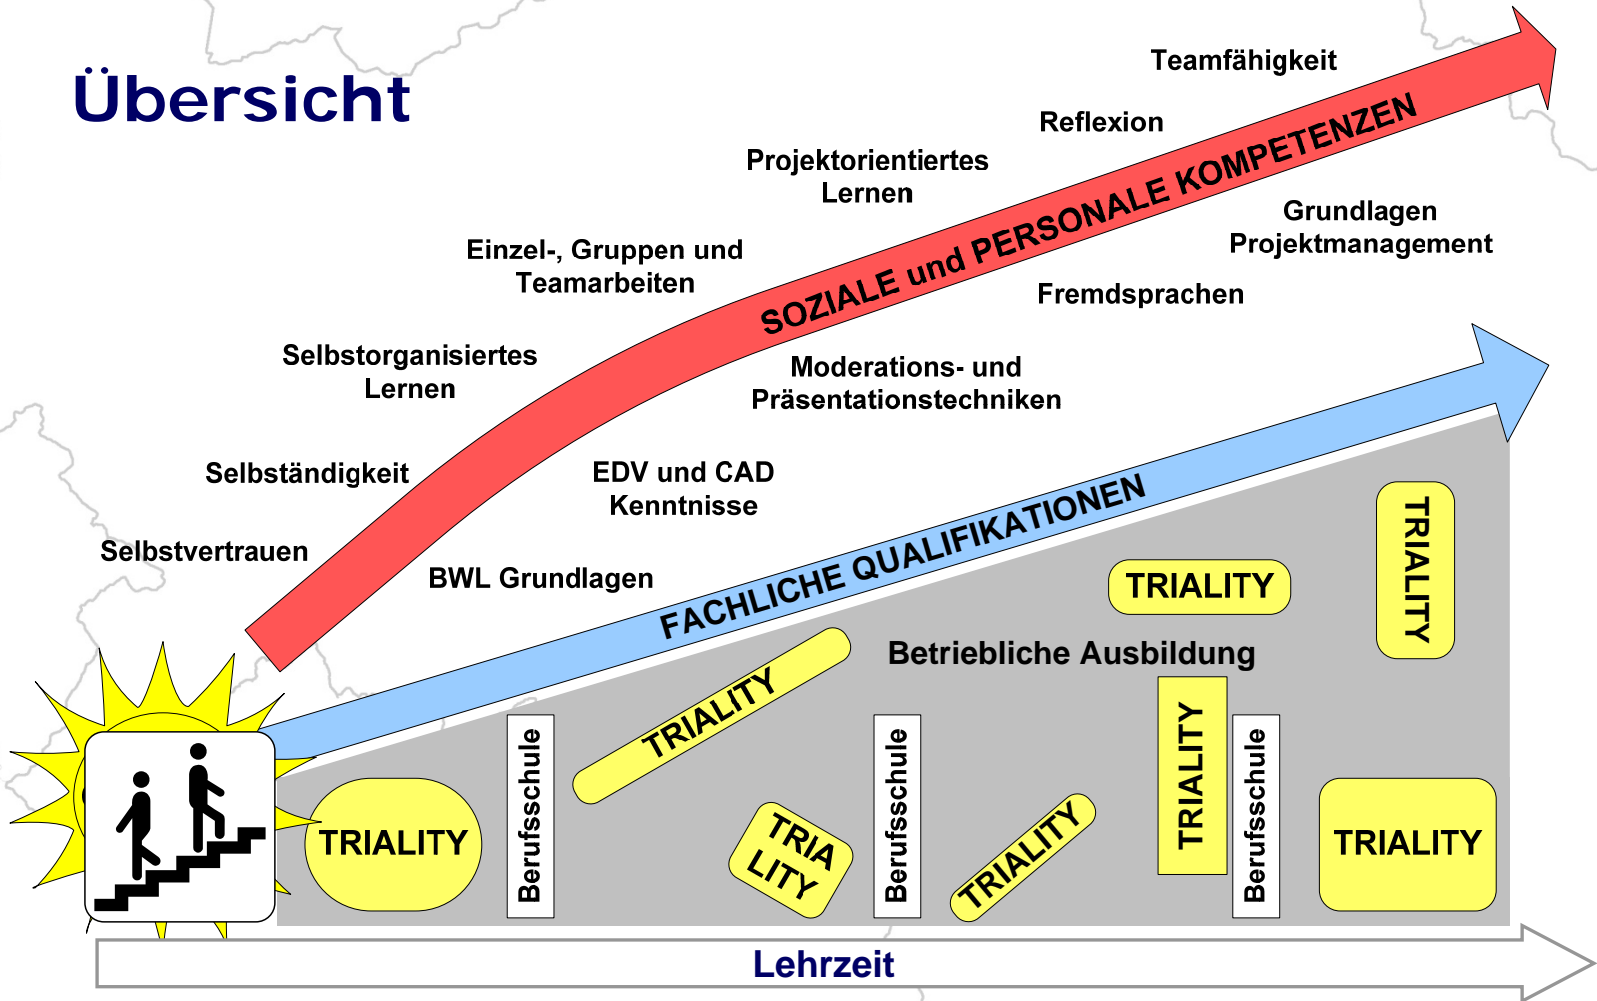 Übersicht
Teamfähigkeit
Reflexion
Projektorientiertes
Lernen
Einzel-, Gruppen und
Teamarbeiten
Selbstorganisiertes
Lernen
Selbständigkeit
Selbstvertrauen
SOZIALE und PERSONALE KOMPETENZEN
Grundlagen
Projektmanagement
Fremdsprachen
Moderations- und
Präsentationstechniken
EDV und CAD
Kenntnisse
BWL Grundlagen
FACHLICHE QUALIFIKATIONEN
Betriebliche Ausbildung
TRIALITY
Berufsschule
TRIALITY
TRIA
LITY
Berufsschule
TRIALITY
TRIALITY
TRIALITY
Berufsschule
TRIALITY
TRIALITY
Lehrzeit